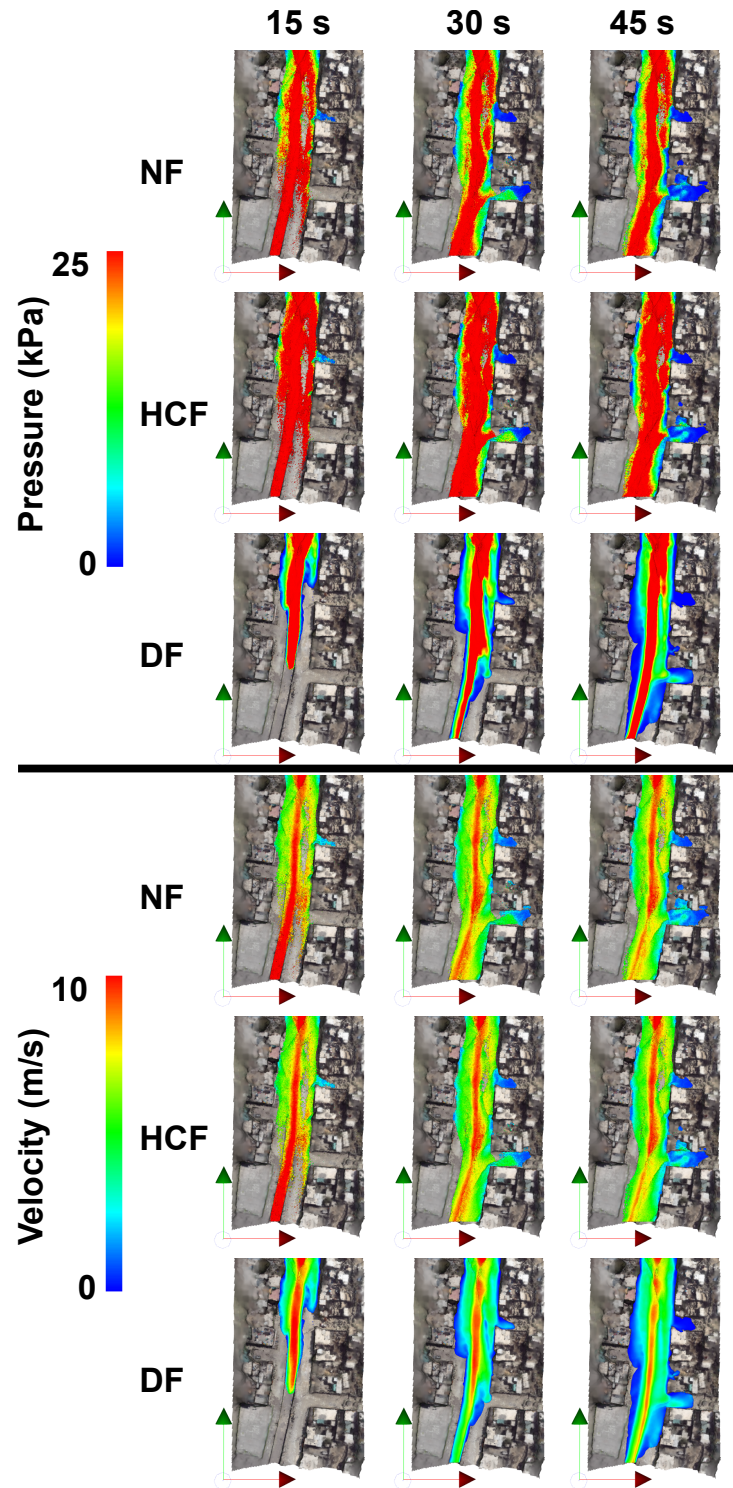 15 s 30 s 45 s
NF
25
Pressure (kPa)
HCF
0
DF
NF
10
Velocity (m/s)
HCF
0
DF